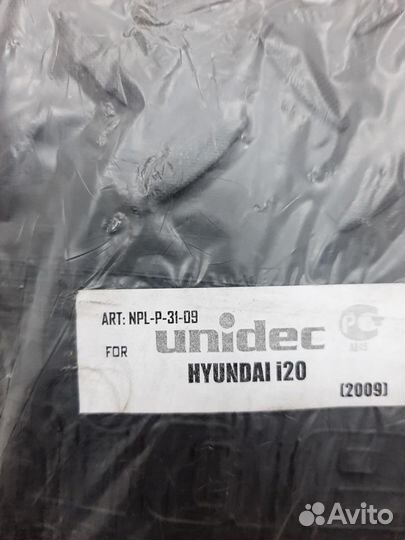 ART: NPL-P-31-09
FOR unidec
HYUNDAI i20
(2009)
Avito